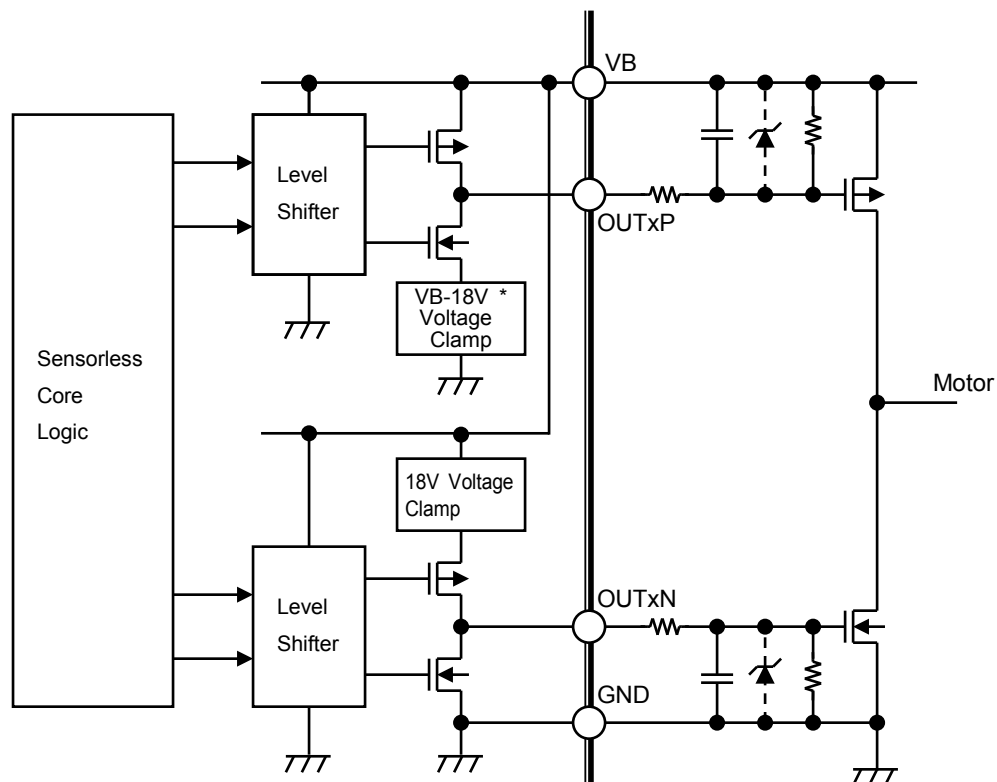 VB
Level
Shifter
OUTxP
VB-18V *
Voltage
Clamp
Sensorless
Core
Logic
Motor
18V Voltage
Clamp
Level
Shifter
OUTxN
GND